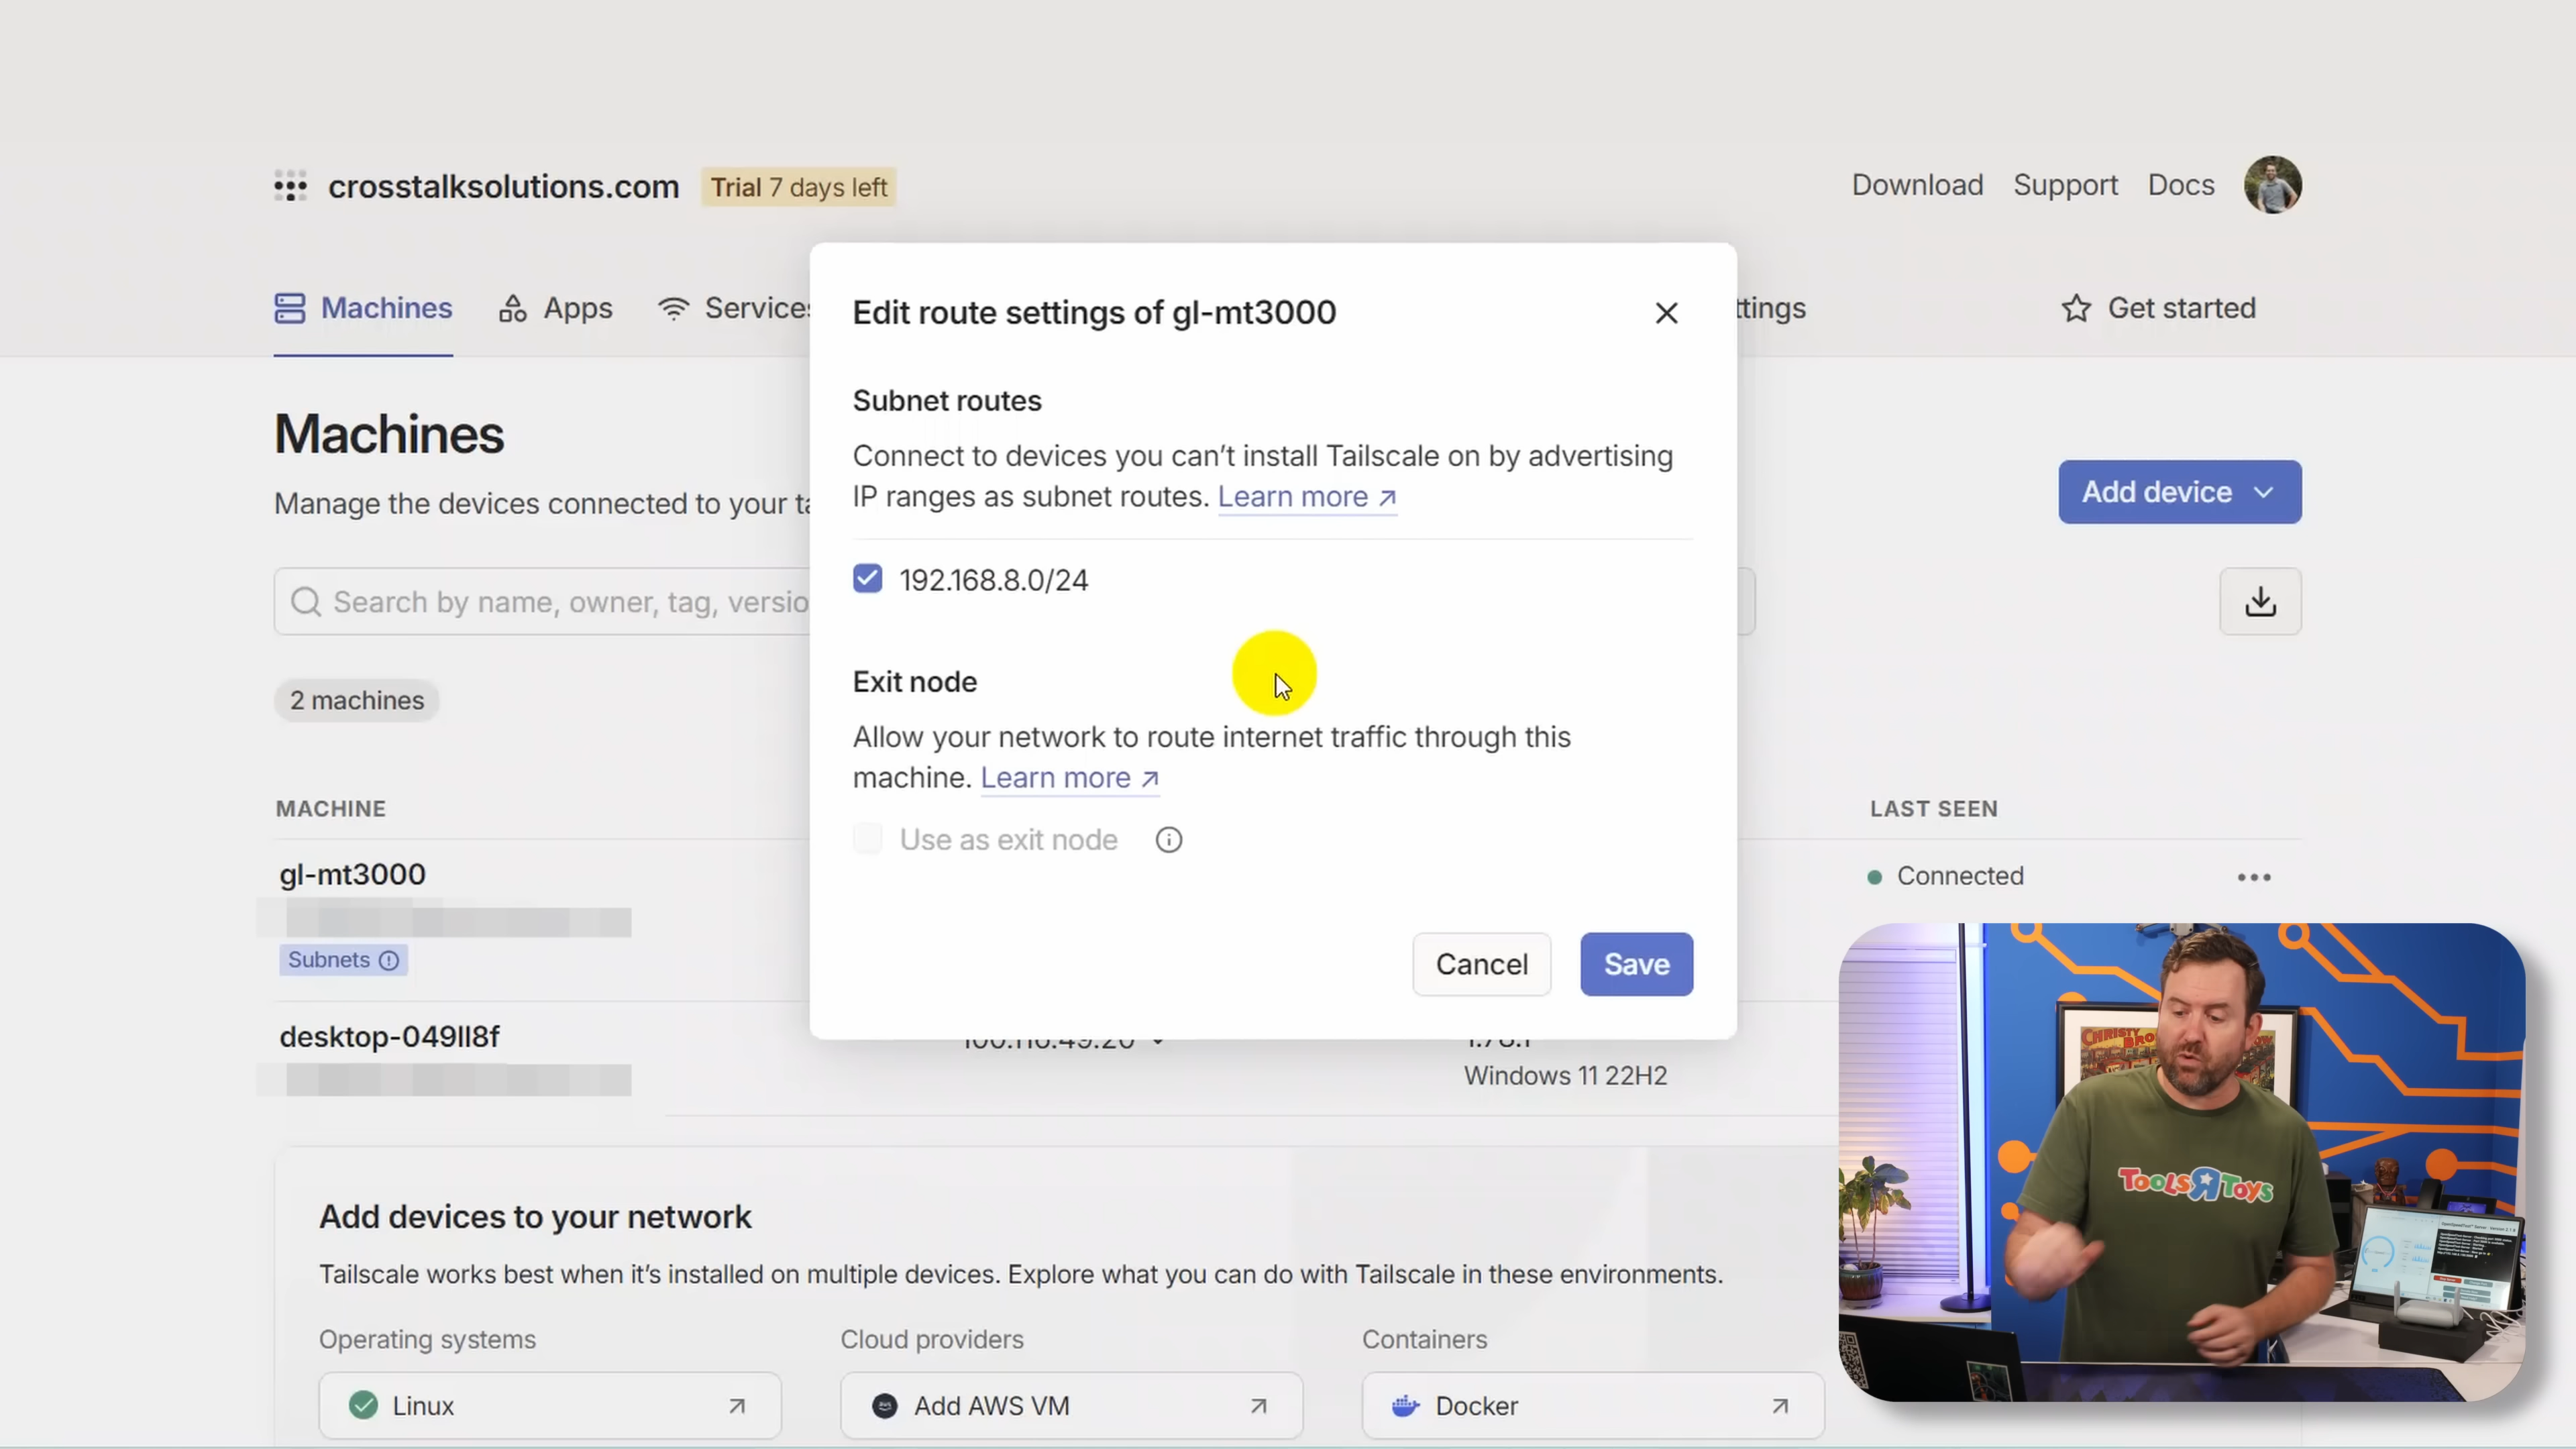 crosstalksolutions.com Trial 7 days left
Download Support Docs
Machines Apps Services
Get started
Edit route settings of gl-mt3000
Subnet routes
Connect to devices you can’t install Tailscale on by advertising
IP ranges as subnet routes. Learn more ↗
192.168.8.0/24
Exit node
Allow your network to route internet traffic through this
machine. Learn more ↗
Use as exit node
Cancel Save
Machines
Manage the devices connected to your
Add device
Search by name, owner, tag,
2 machines
MACHINE
LAST SEEN
gl-mt3000
Connected
Subnets
desktop-049ll8f
Windows 11 22H2
Add devices to your network
Tailscale works best when it’s installed on multiple devices. Explore what you can do with Tailscale in these environments.
Operating systems Cloud providers Containers
Linux Add AWS VM Docker
CHRISTY
TOOLS Я TOYS